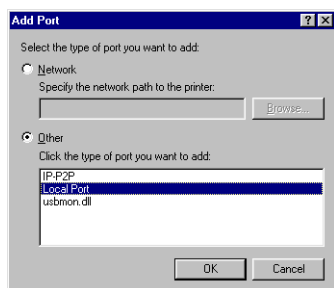 Add Port
Select the type of port you want to add:
Network
Specify the network path to the printer:
Browse...
Other
Click the type of port you want to add:
IP-P2P
Local Port
usbmon.dll
OK
Cancel